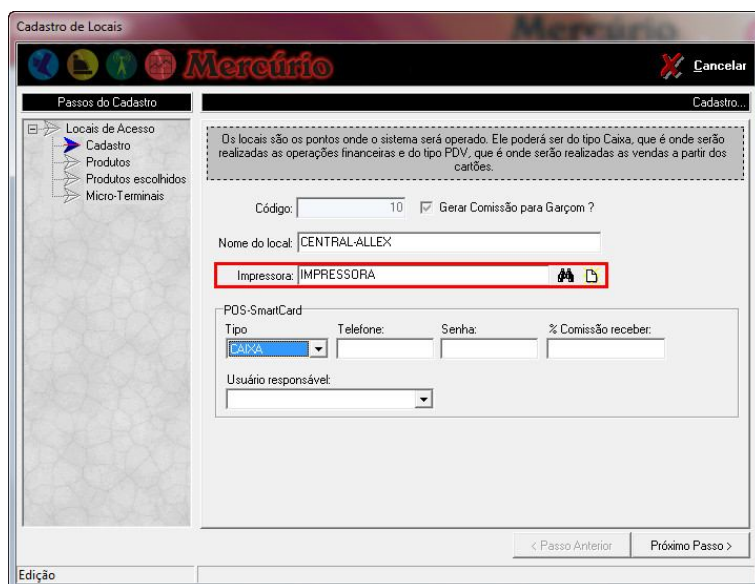 Cadastro de Locais
Mercúrio
Mercúrio
Cancelar
Passos do Cadastro
Cadastro...
Locais de Acesso
Cadastro
Produtos
Produtos escolhidos
Micro-Terminais
Os locais são os pontos onde o sistema será operado. Ele poderá ser do tipo Caixa, que é onde serão
realizadas as operações financeiras e do tipo PDV, que é onde serão realizadas as vendas a partir dos
cartões.
Código: 10 Gerar Comissão para Garçom ?
Nome do local: CENTRAL-ALLEX
Impressora: IMPRESSORA
POS-SmartCard
Tipo Telefone: Senha: % Comissão receber:
CAIXA
Usuário responsável:
< Passo Anterior Próximo Passo >
Edição